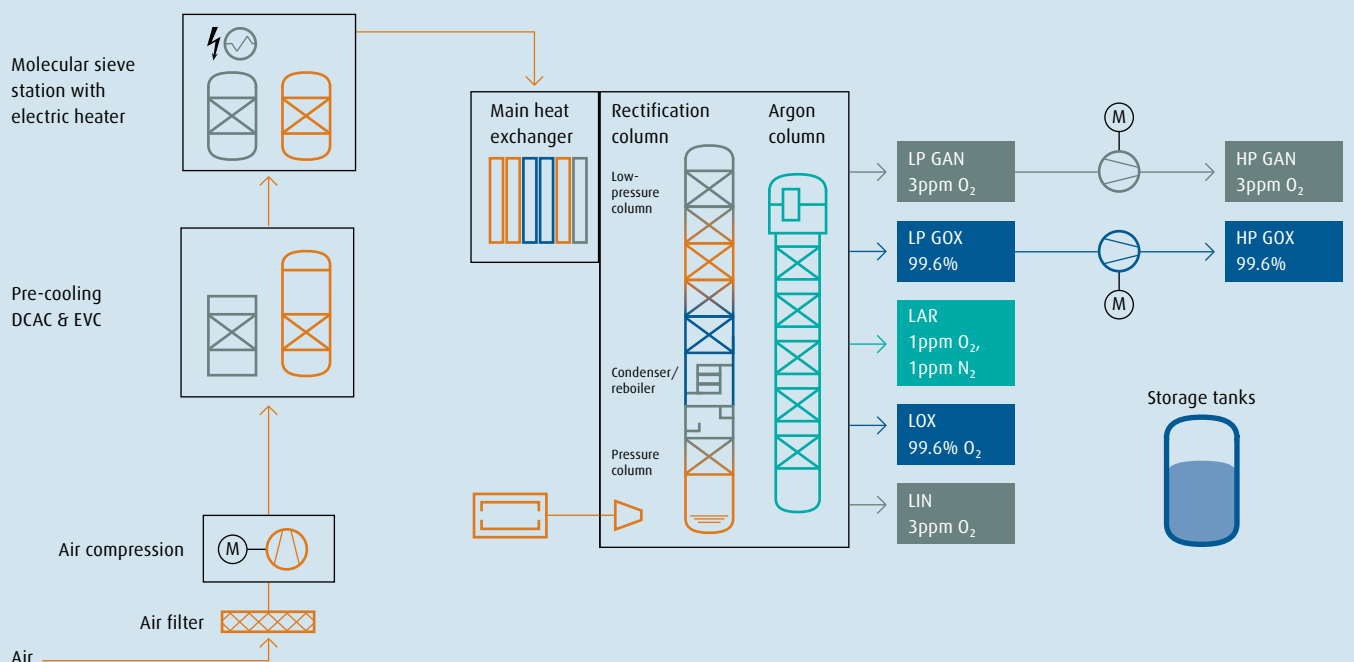 Molecular sieve
station with
electric heater
Pre-cooling
DCAC & EVC
Air compression
M
Air filter
Air
Main heat
exchanger
Rectification
column
Argon
column
Low-
pressure
column
Condenser/
reboiler
Pressure
column
LP GAN
3ppm O₂
M
HP GAN
3ppm O₂
LP GOX
99.6%
M
HP GOX
99.6%
LAR
1ppm O₂,
1ppm N₂
LOX
99.6% O₂
LIN
3ppm O₂
Storage tanks